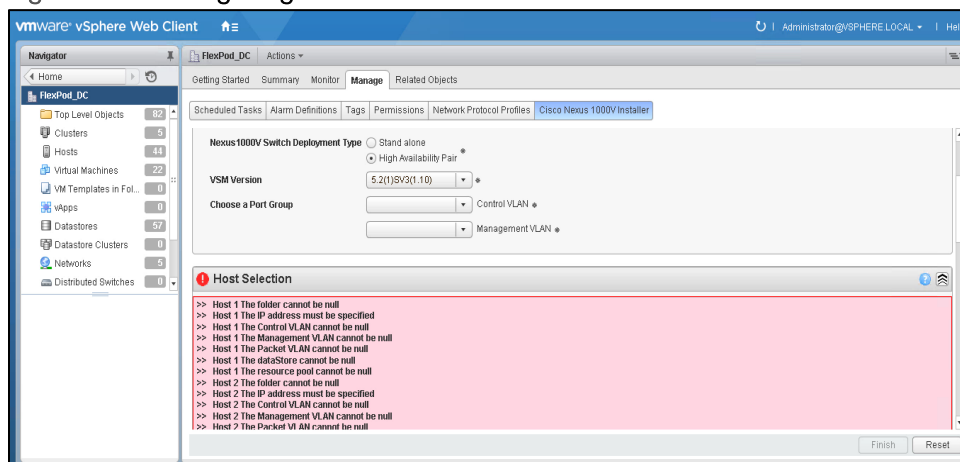 vmware® vSphere Web Client
Administrator@VSPHERE.LOCAL
Navigator
Home
FlexPod_DC
Top Level Objects 82
Clusters 5
Hosts 44
Virtual Machines 22
VM Templates in Fol... 0
vApps 0
Datastores 57
Datastore Clusters 0
Networks 5
Distributed Switches 0
FlexPod_DC Actions
Getting Started Summary Monitor Manage Related Objects
Scheduled Tasks Alarm Definitions Tags Permissions Network Protocol Profiles Cisco Nexus 1000V Installer
Nexus1000V Switch Deployment Type Stand alone *
High Availability Pair
VSM Version 5.2(1)SV3(1.10) *
Choose a Port Group Control VLAN *
Management VLAN *
Host Selection
>> Host 1 The folder cannot be null
>> Host 1 The IP address must be specified
>> Host 1 The Control VLAN cannot be null
>> Host 1 The Management VLAN cannot be null
>> Host 1 The Packet VLAN cannot be null
>> Host 1 The dataStore cannot be null
>> Host 1 The resource pool cannot be null
>> Host 2 The folder cannot be null
>> Host 2 The IP address must be specified
>> Host 2 The Control VLAN cannot be null
>> Host 2 The Management VLAN cannot be null
>> Host 2 The Packet VLAN cannot be null
Finish Reset